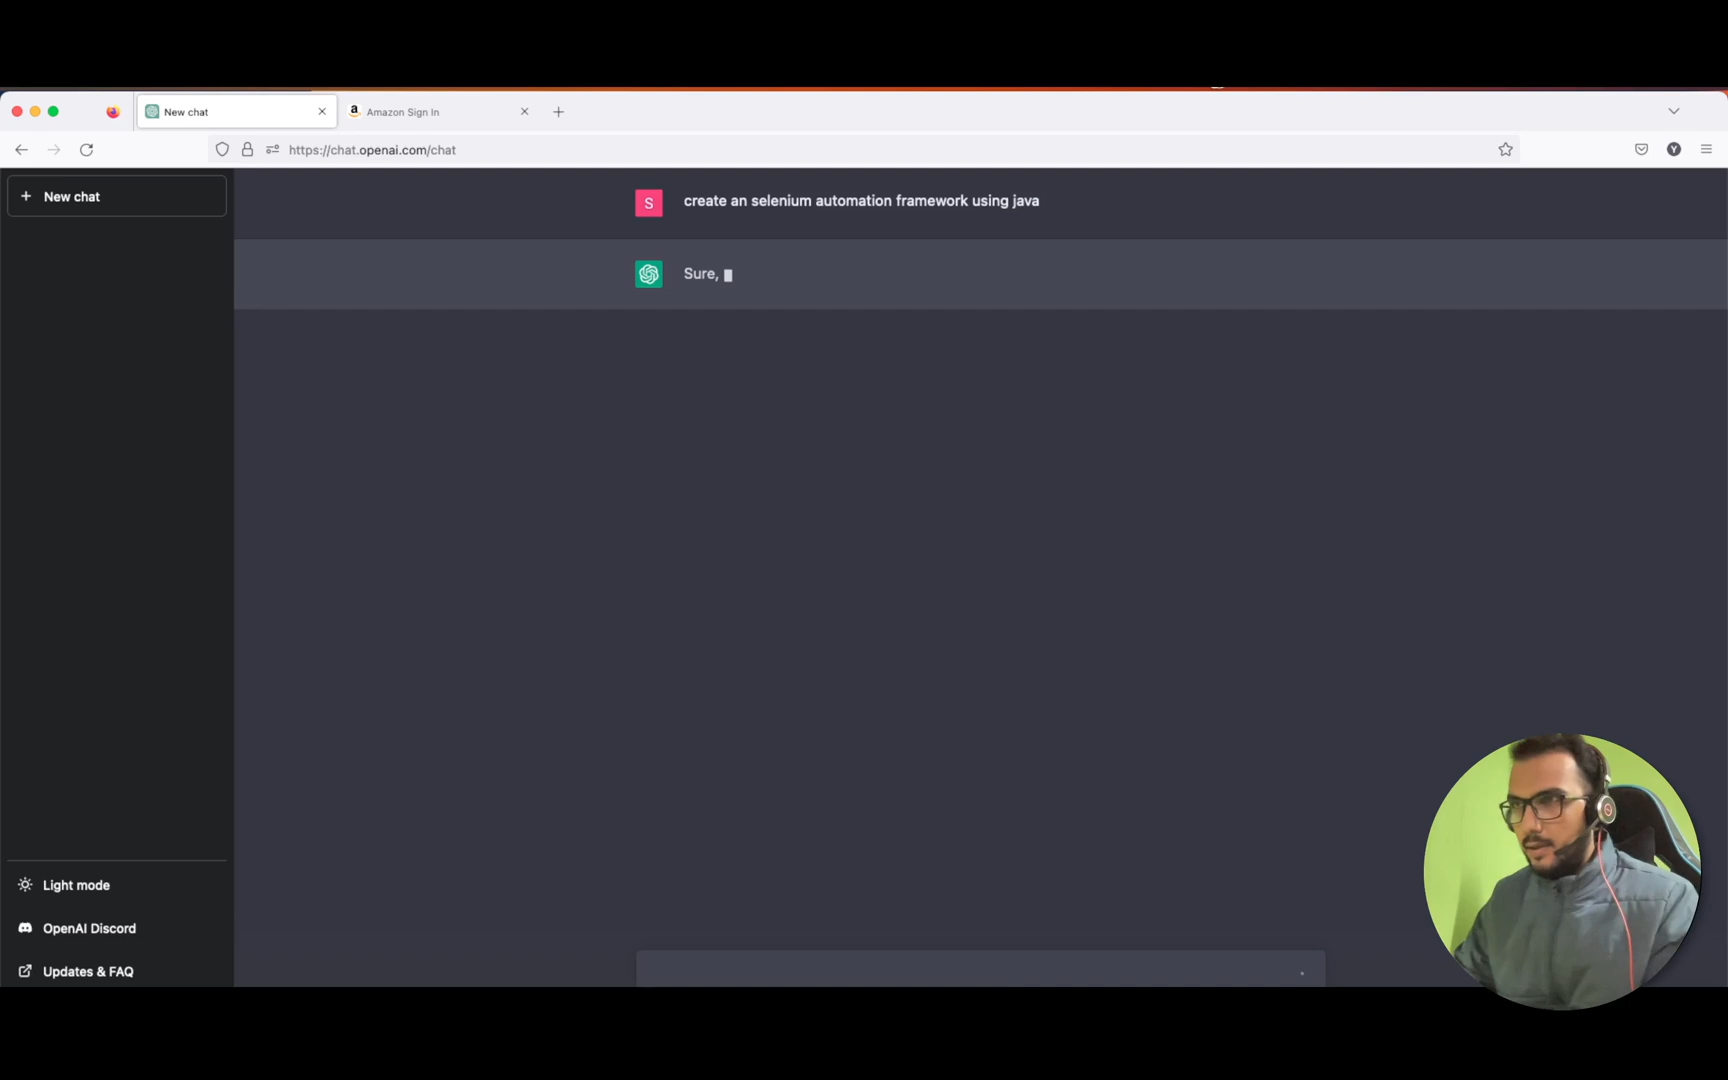 New chat
a Amazon Sign In
https://chat.openai.com/chat
Y
New chat
S create an selenium automation framework using java
Sure,
Light mode
OpenAI Discord
Updates & FAQ